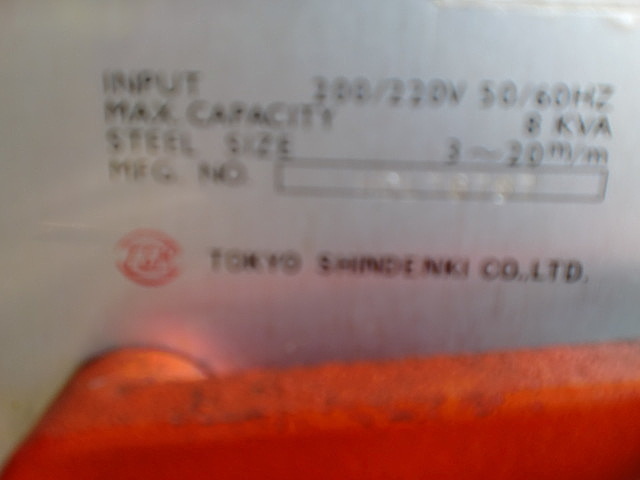 INPUT 200/220V 50/60HZ
MAX. CAPACITY 8 KVA
STEEL SIZE 3~20m/m
MFG. NO.
TOKYO SHINDENKI CO.,LTD.